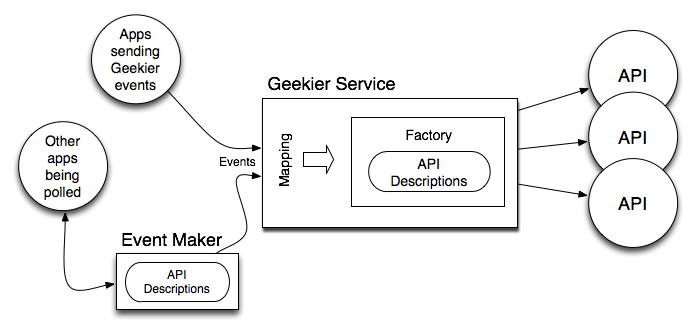 Apps
sending
Geekier
events
Geekier Service
API
Other
apps
being
polled
Events
Mapping
Factory
API
Descriptions
API
API
Event Maker
API
Descriptions